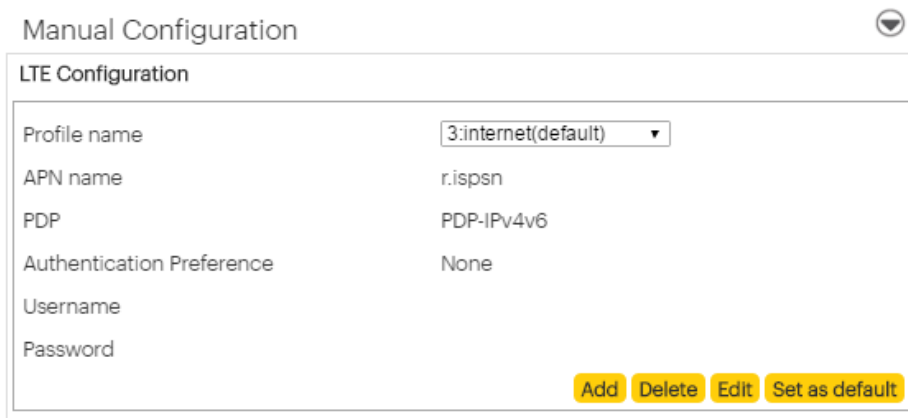 Manual Configuration
LTE Configuration
Profile name 3:internet(default)
APN name r.ispsn
PDP PDP-IPv4v6
Authentication Preference None
Username
Password
Add Delete Edit Set as default